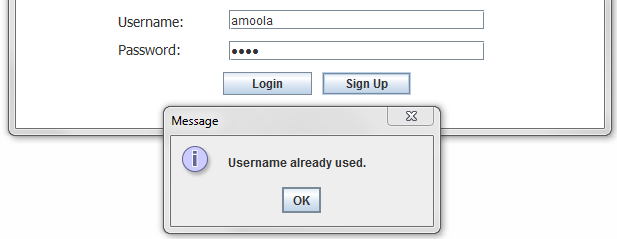 Username: amoola
Password: ●●●●
Login Sign Up
Message
i Username already used.
OK